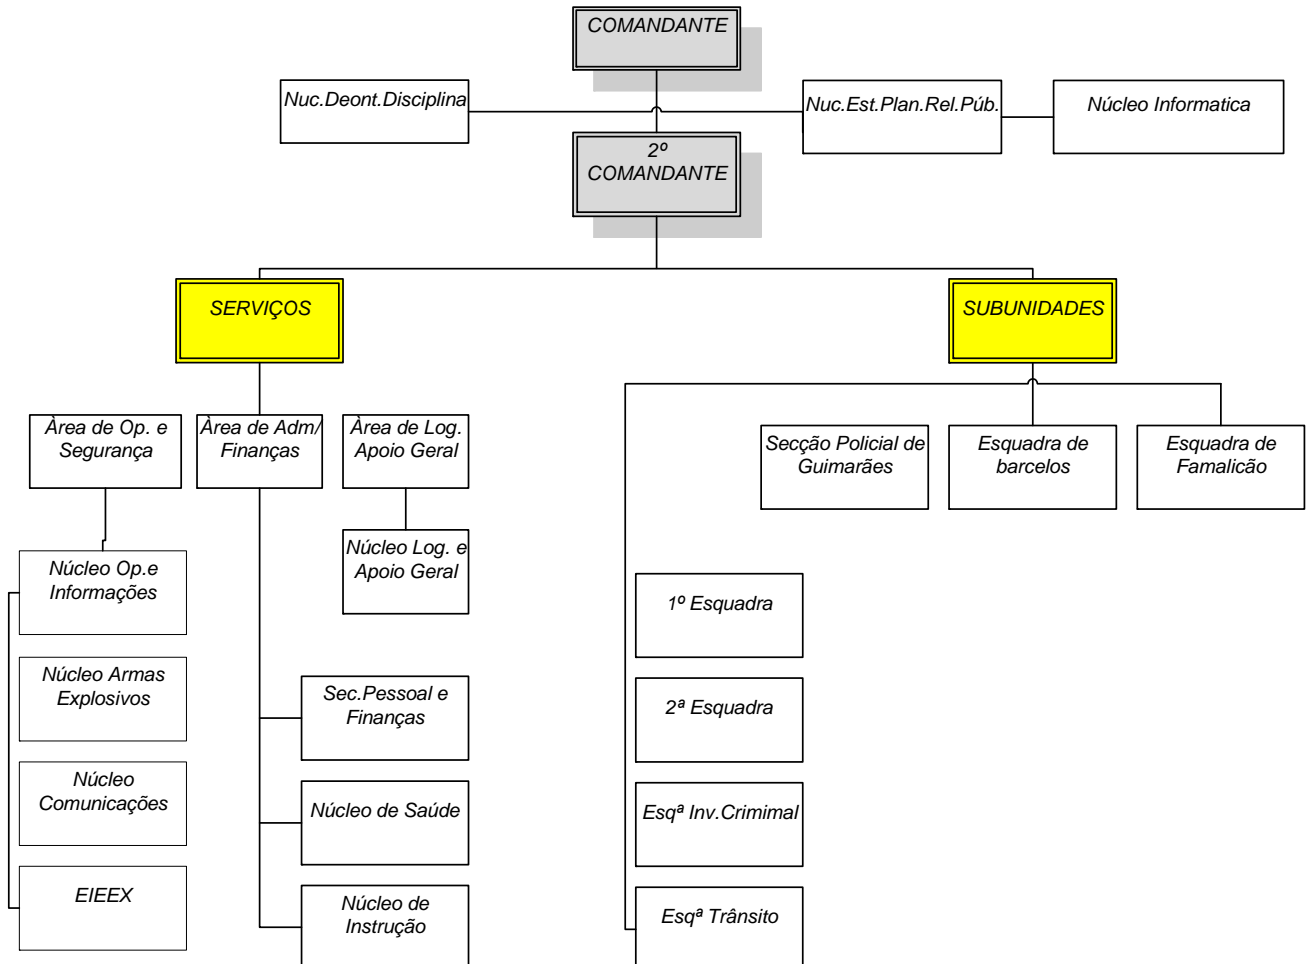 COMANDANTE
Nuc.Deont.Disciplina
Nuc.Est.Plan.Rel.Púb.
Núcleo Informatica
2º
COMANDANTE
SERVIÇOS
SUBUNIDADES
Àrea de Op. e
Segurança
Àrea de Adm/
Finanças
Àrea de Log.
Apoio Geral
Secção Policial de
Guimarães
Esquadra de
barcelos
Esquadra de
Famalicão
Núcleo Op.e
Informações
Núcleo Log. e
Apoio Geral
1º Esquadra
Núcleo Armas
Explosivos
Sec.Pessoal e
Finanças
2ª Esquadra
Núcleo
Comunicações
Núcleo de Saúde
Esqª Inv.Crimimal
EIEEX
Núcleo de
Instrução
Esqª Trânsito